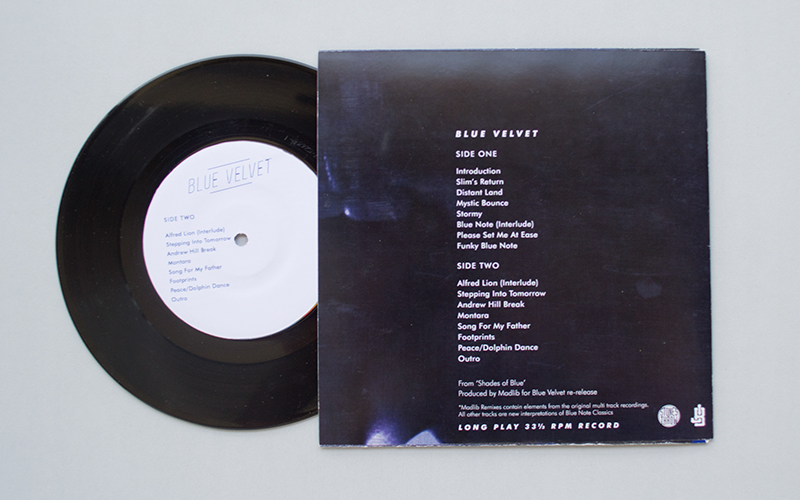 BLUE VELVET
SIDE TWO
Alfred Lion (Interlude)
Stepping Into Tomorrow
Andrew Hill Break
Montara
Song For My Father
Footprints
Peace/Dolphin Dance
Outro
BLUE VELVET
SIDE ONE
Introduction
Slim's Return
Distant Land
Mystic Bounce
Stormy
Blue Note (Interlude)
Please Set Me At Ease
Funky Blue Note
SIDE TWO
Alfred Lion (Interlude)
Stepping Into Tomorrow
Andrew Hill Break
Montara
Song For My Father
Footprints
Peace/Dolphin Dance
Outro
From 'Shades of Blue'
Produced by Madlib for Blue Velvet re-release
*Madlib Remixes contain elements from the original multi track recordings.
All other tracks are new interpretations of Blue Note Classics
LONG PLAY 33⅓ RPM RECORD